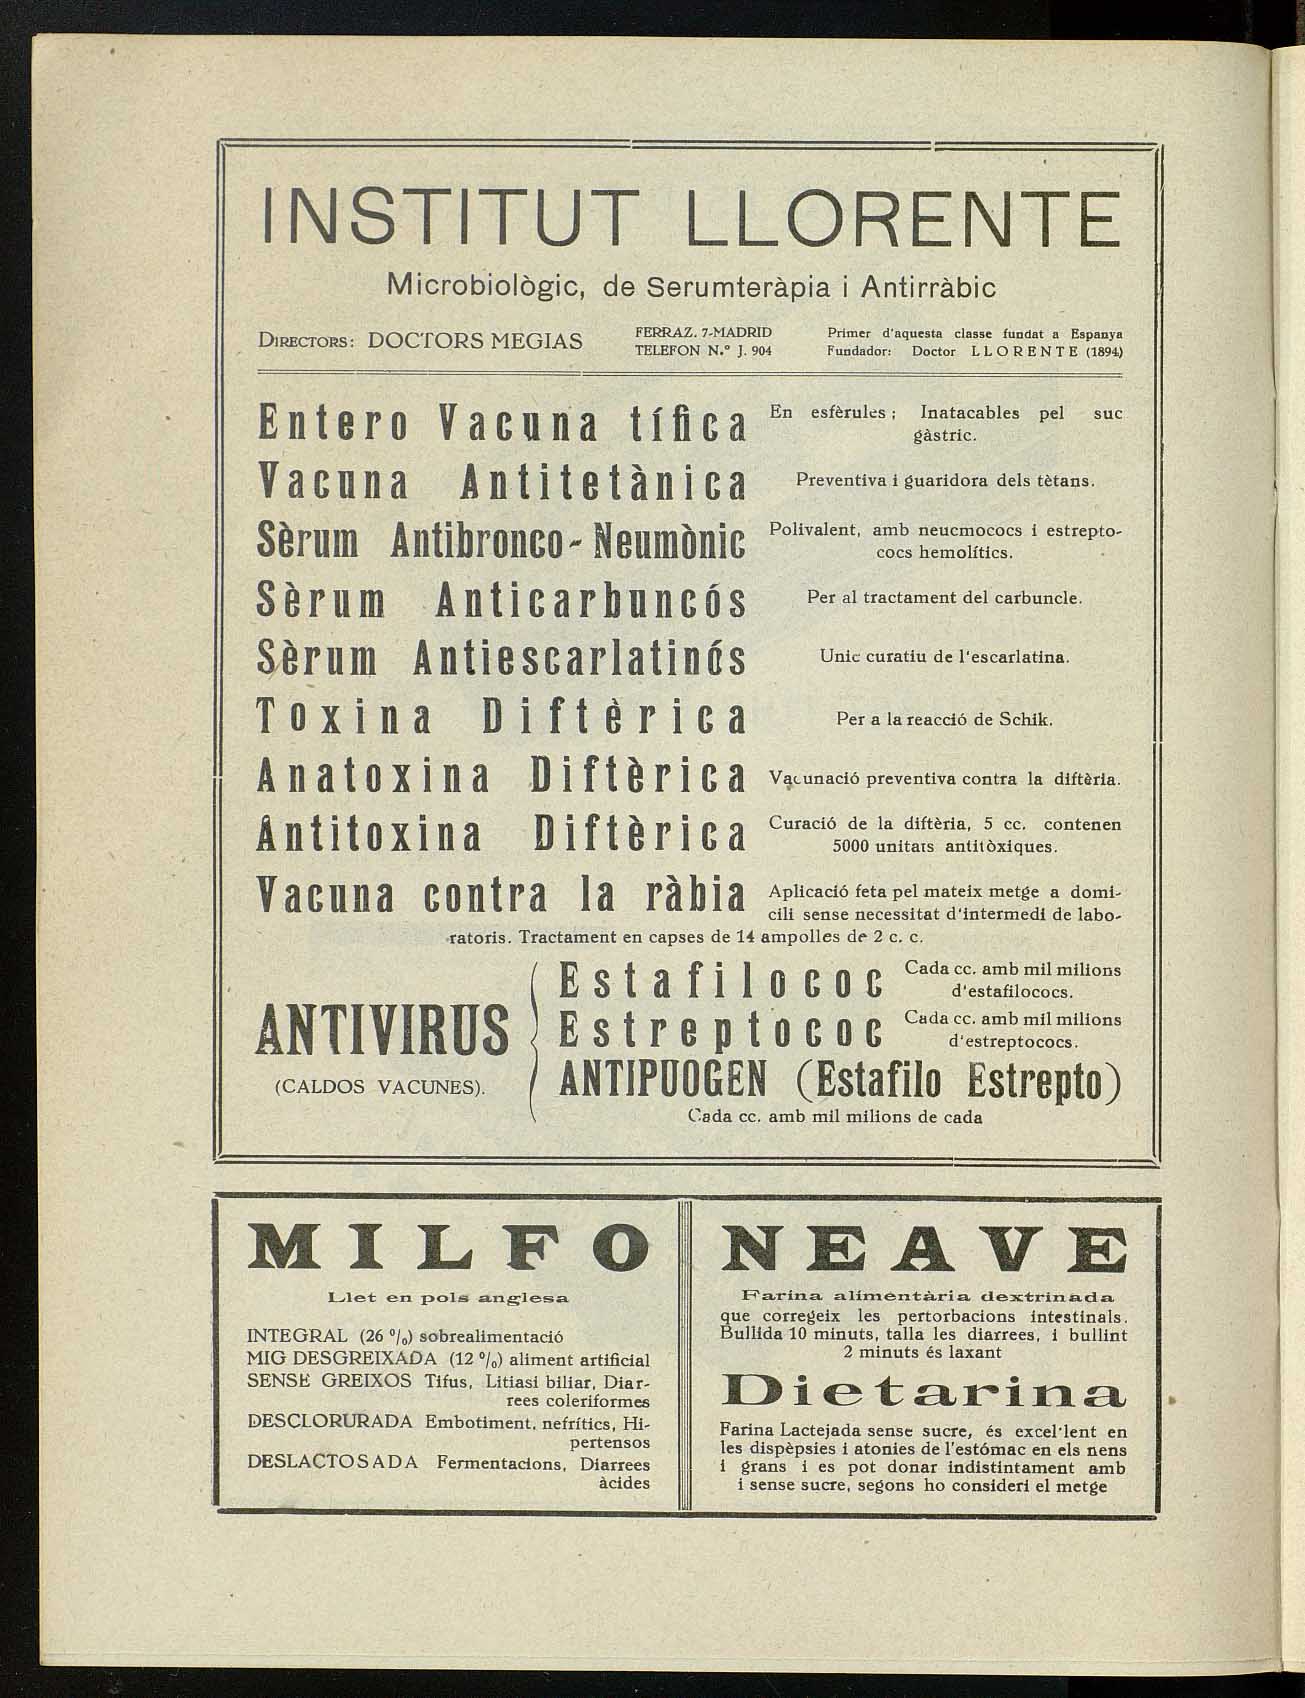 INSTITUT LLORENTE
Microbiològic, de Serumteràpia i Antirràbic
DIRECTORS: DOCTORS MEGIAS
FERRAZ. 7-MADRID
TELEFON N.º J. 904
Primer d'aquesta classe fundat a Espanya
Fundador: Doctor LLORENTE (1894)
Entero Vacuna tífica
En esfèrules; Inatacables pel suc
gàstric.
Vacuna Antitetànica
Preventiva i guaridora dels tètans.
Sèrum Antibronco-Neumònic
Polivalent, amb neucmococs i estrepto-
cocs hemolítics.
Sèrum Anticarbuncós
Per al tractament del carbuncle.
Sèrum Antiescarlatinós
Unic curatiu de l'escarlatina.
Toxina Diftèrica
Per a la reacció de Schik.
Anatoxina Diftèrica
Vacunació preventiva contra la diftèria.
Antitoxina Diftèrica
Curació de la diftèria, 5 cc. contenen
5000 unitats antitòxiques.
Vacuna contra la ràbia
Aplicació feta pel mateix metge a domi-
cili sense necessitat d'intermedi de labo-
ratoris. Tractament en capses de 14 ampolles de 2 c. c.
ANTIVIRUS
(CALDOS VACUNES).
Estafilococ
Cada cc. amb mil milions
d'estafilococs.
Estreptococ
Cada cc. amb mil milions
d'estreptococs.
ANTIPUOGEN (Estafilo Estrepto)
Cada cc. amb mil milions de cada
MILFO
Llet en pols anglesa
INTEGRAL (26 %) sobrealimentació
MIG DESGREIXADA (12 %) aliment artificial
SENSE GREIXOS Tifus, Litiasi biliar, Diar-
rees coleriformes
DESCLORURADA Embotiment, nefrítics, Hi-
pertensos
DESLACTOSADA Fermentacions, Diarrees
àcides
NEAVE
Farina alimentària dextrinada
que corregeix les pertorbacions intestinals.
Bullida 10 minuts, talla les diarrees, i bullint
2 minuts és laxant
Dietarina
Farina Lactejada sense sucre, és excel·lent en
les dispèpsies i atonies de l'estómac en els nens
i grans i es pot donar indistintament amb
i sense sucre, segons ho consideri el metge